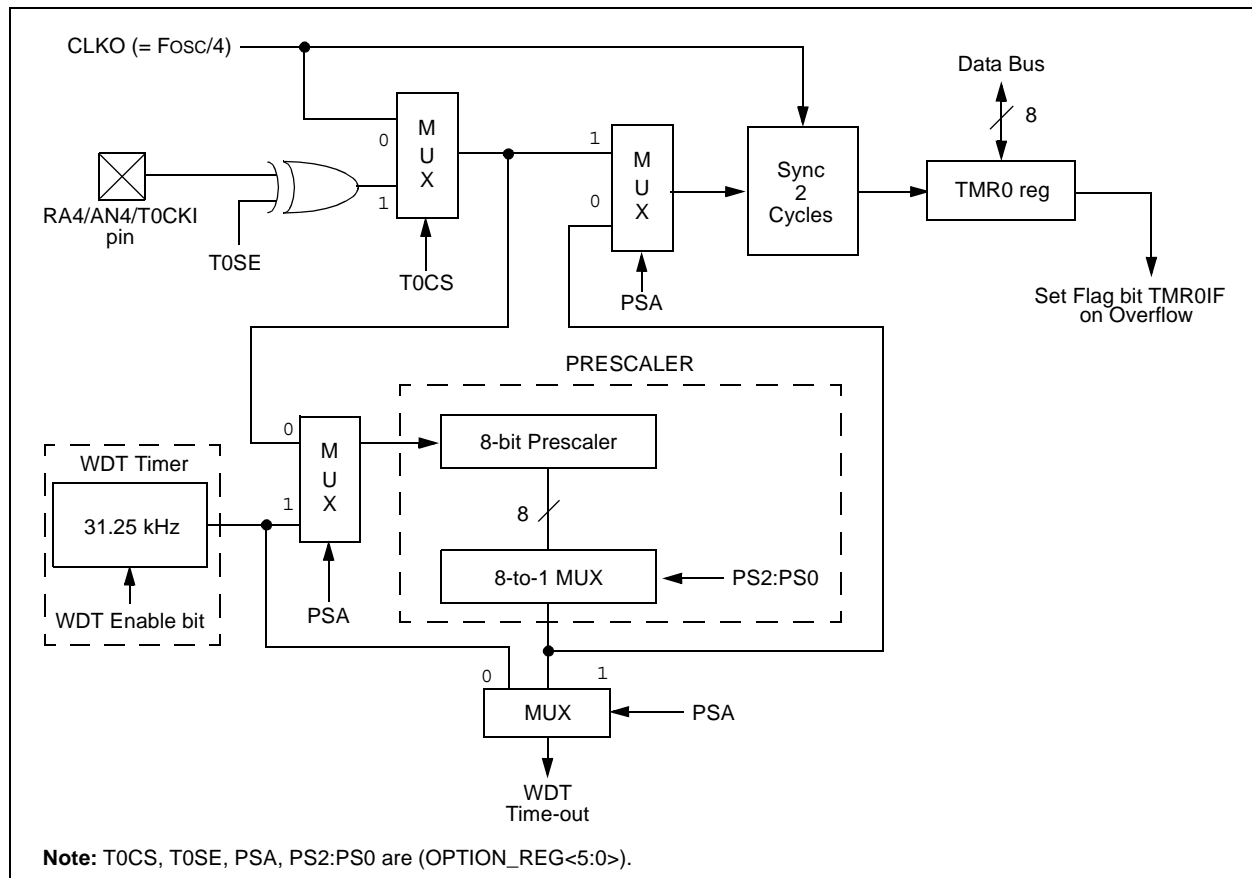 CLKO (= FOSC/4)
Data Bus
8
M
U
X
0
1
M
U
X
1
0
Sync
2
Cycles
TMR0 reg
RA4/AN4/T0CKI
pin
T0SE
T0CS
PSA
Set Flag bit TMR0IF
on Overflow
PRESCALER
8-bit Prescaler
0
M
U
X
1
WDT Timer
31.25 kHz
8
8-to-1 MUX
PS2:PS0
WDT Enable bit
PSA
0
1
MUX
PSA
WDT
Time-out
Note: T0CS, T0SE, PSA, PS2:PS0 are (OPTION_REG<5:0>).